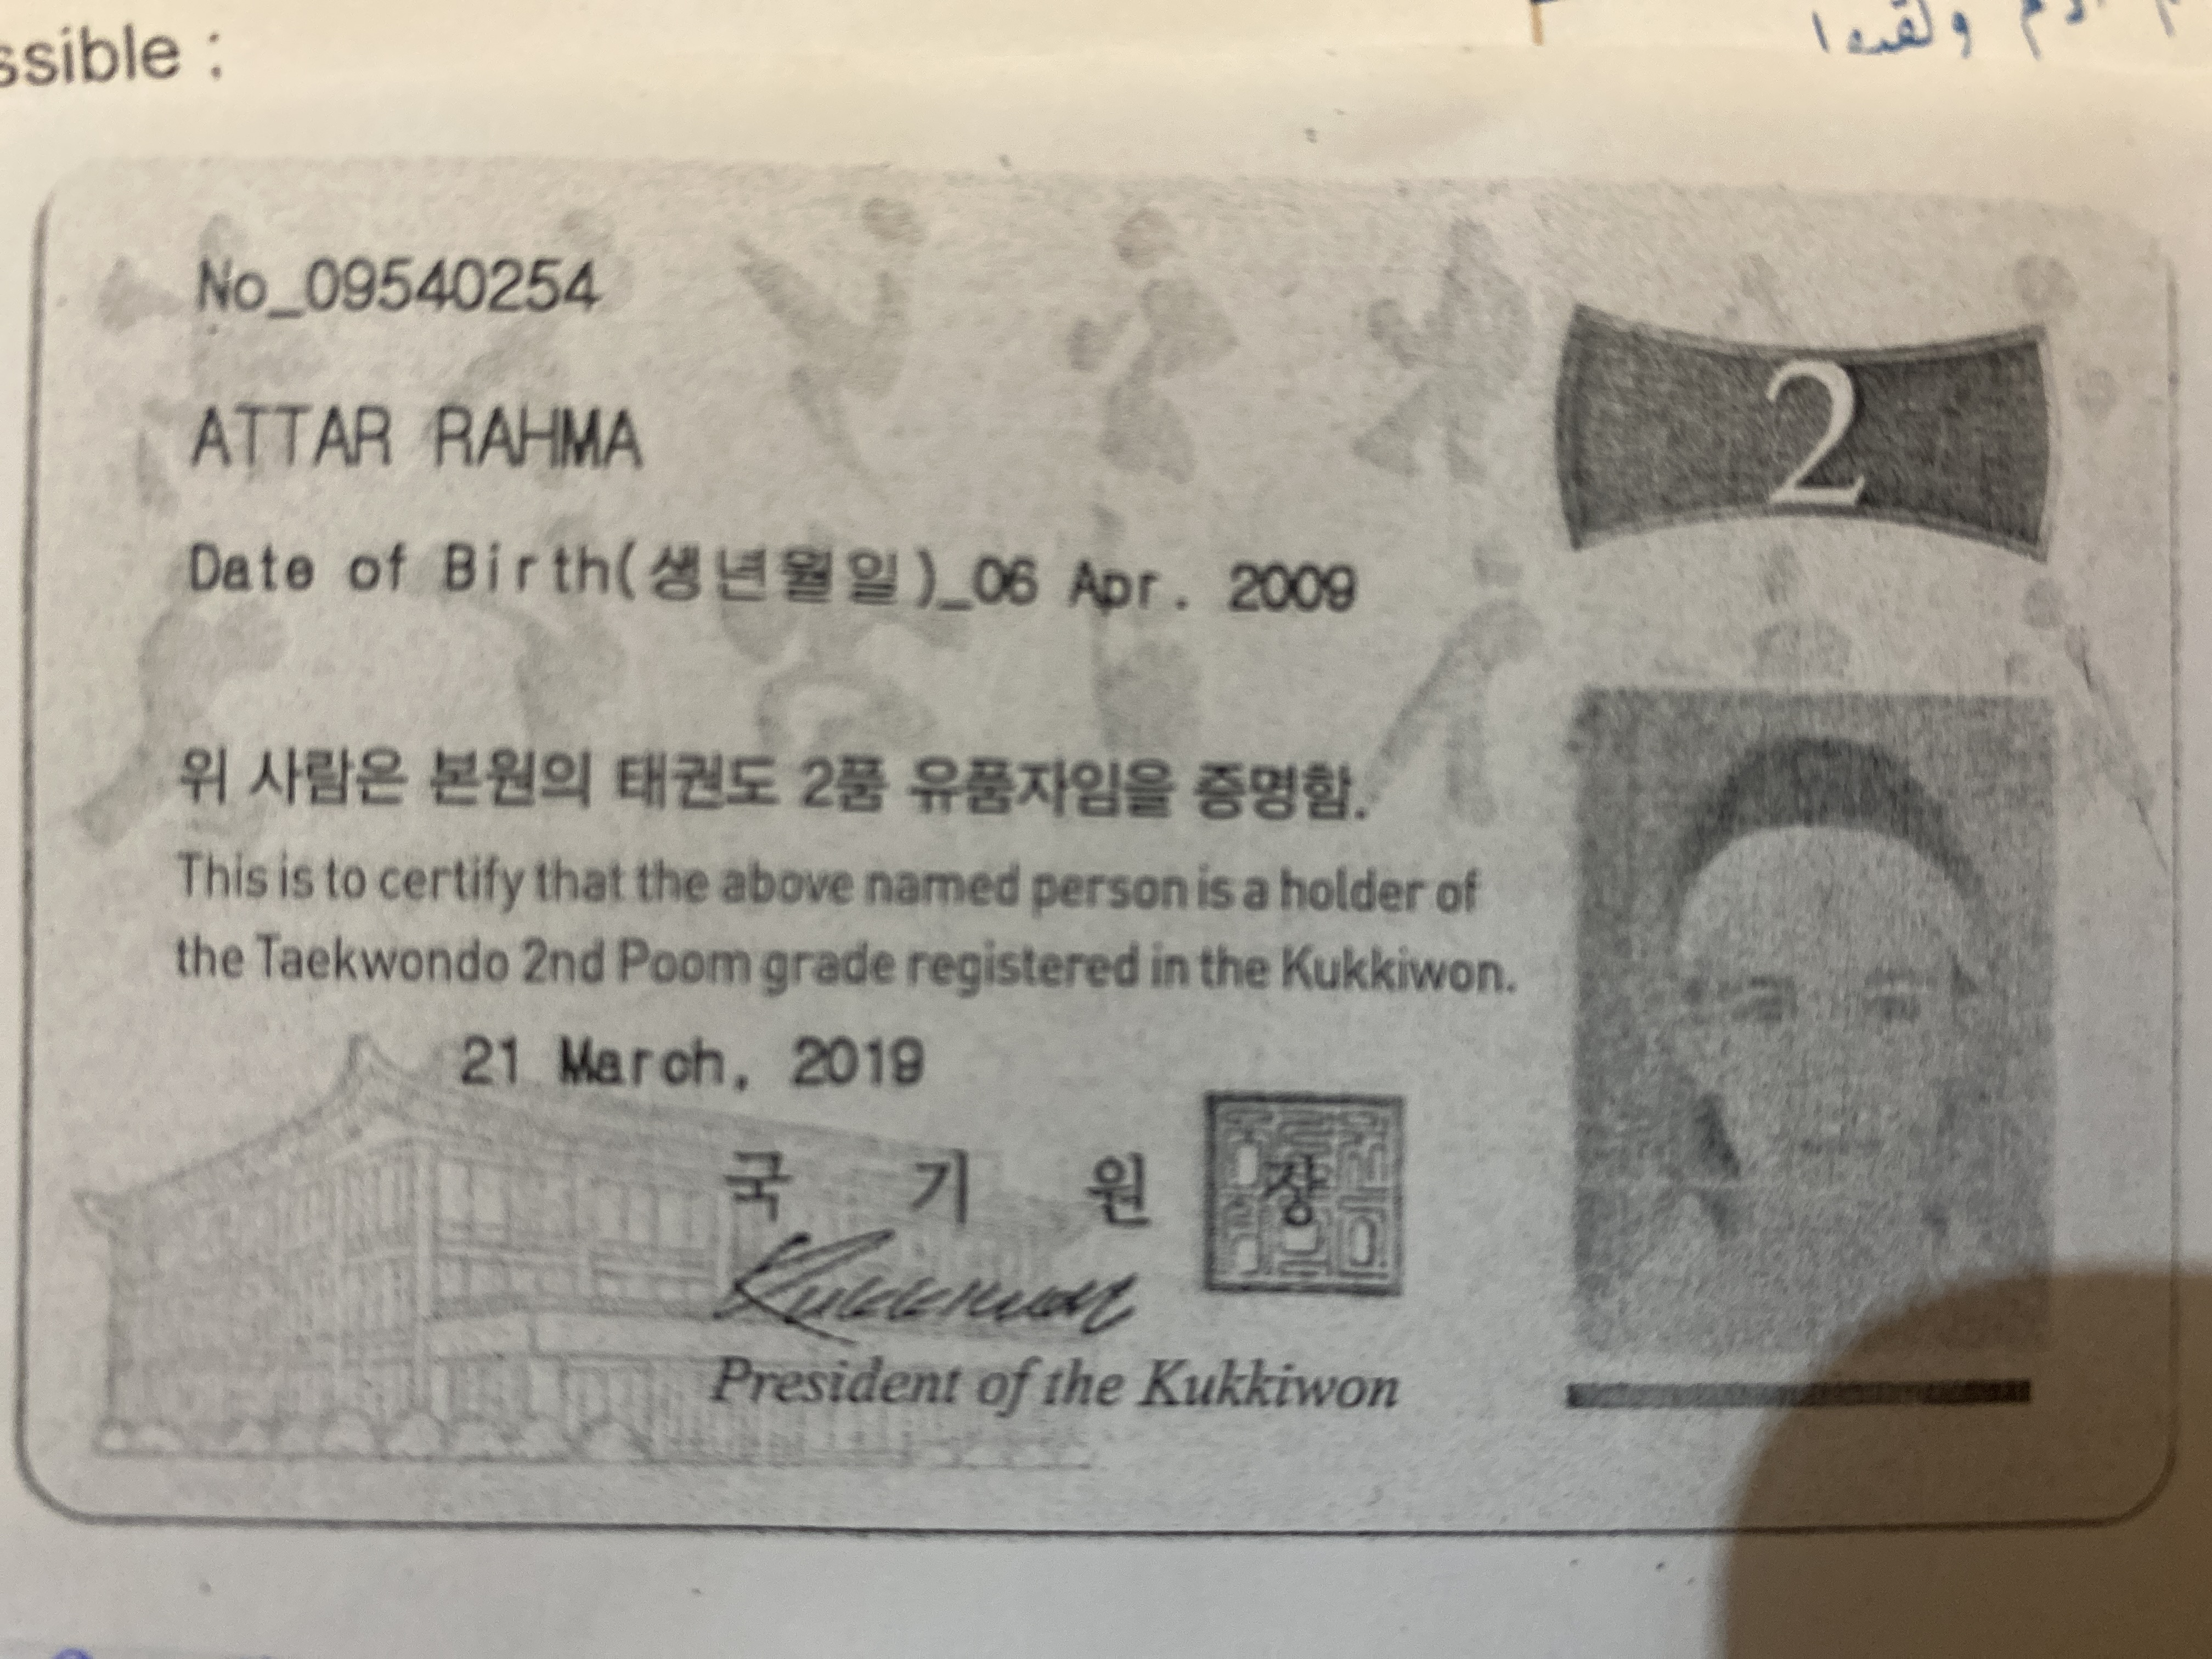 ssible :
ولقبها
No_09540254
2
ATTAR RAHMA
Date of Birth(생년월일)_06 Apr. 2009
위 사람은 본원의 태권도 2품 유품자임을 증명함.
This is to certify that the above named person is a holder of
the Taekwondo 2nd Poom grade registered in the Kukkiwon.
21 March, 2019
국 기 원 장
Kukkiwon
President of the Kukkiwon